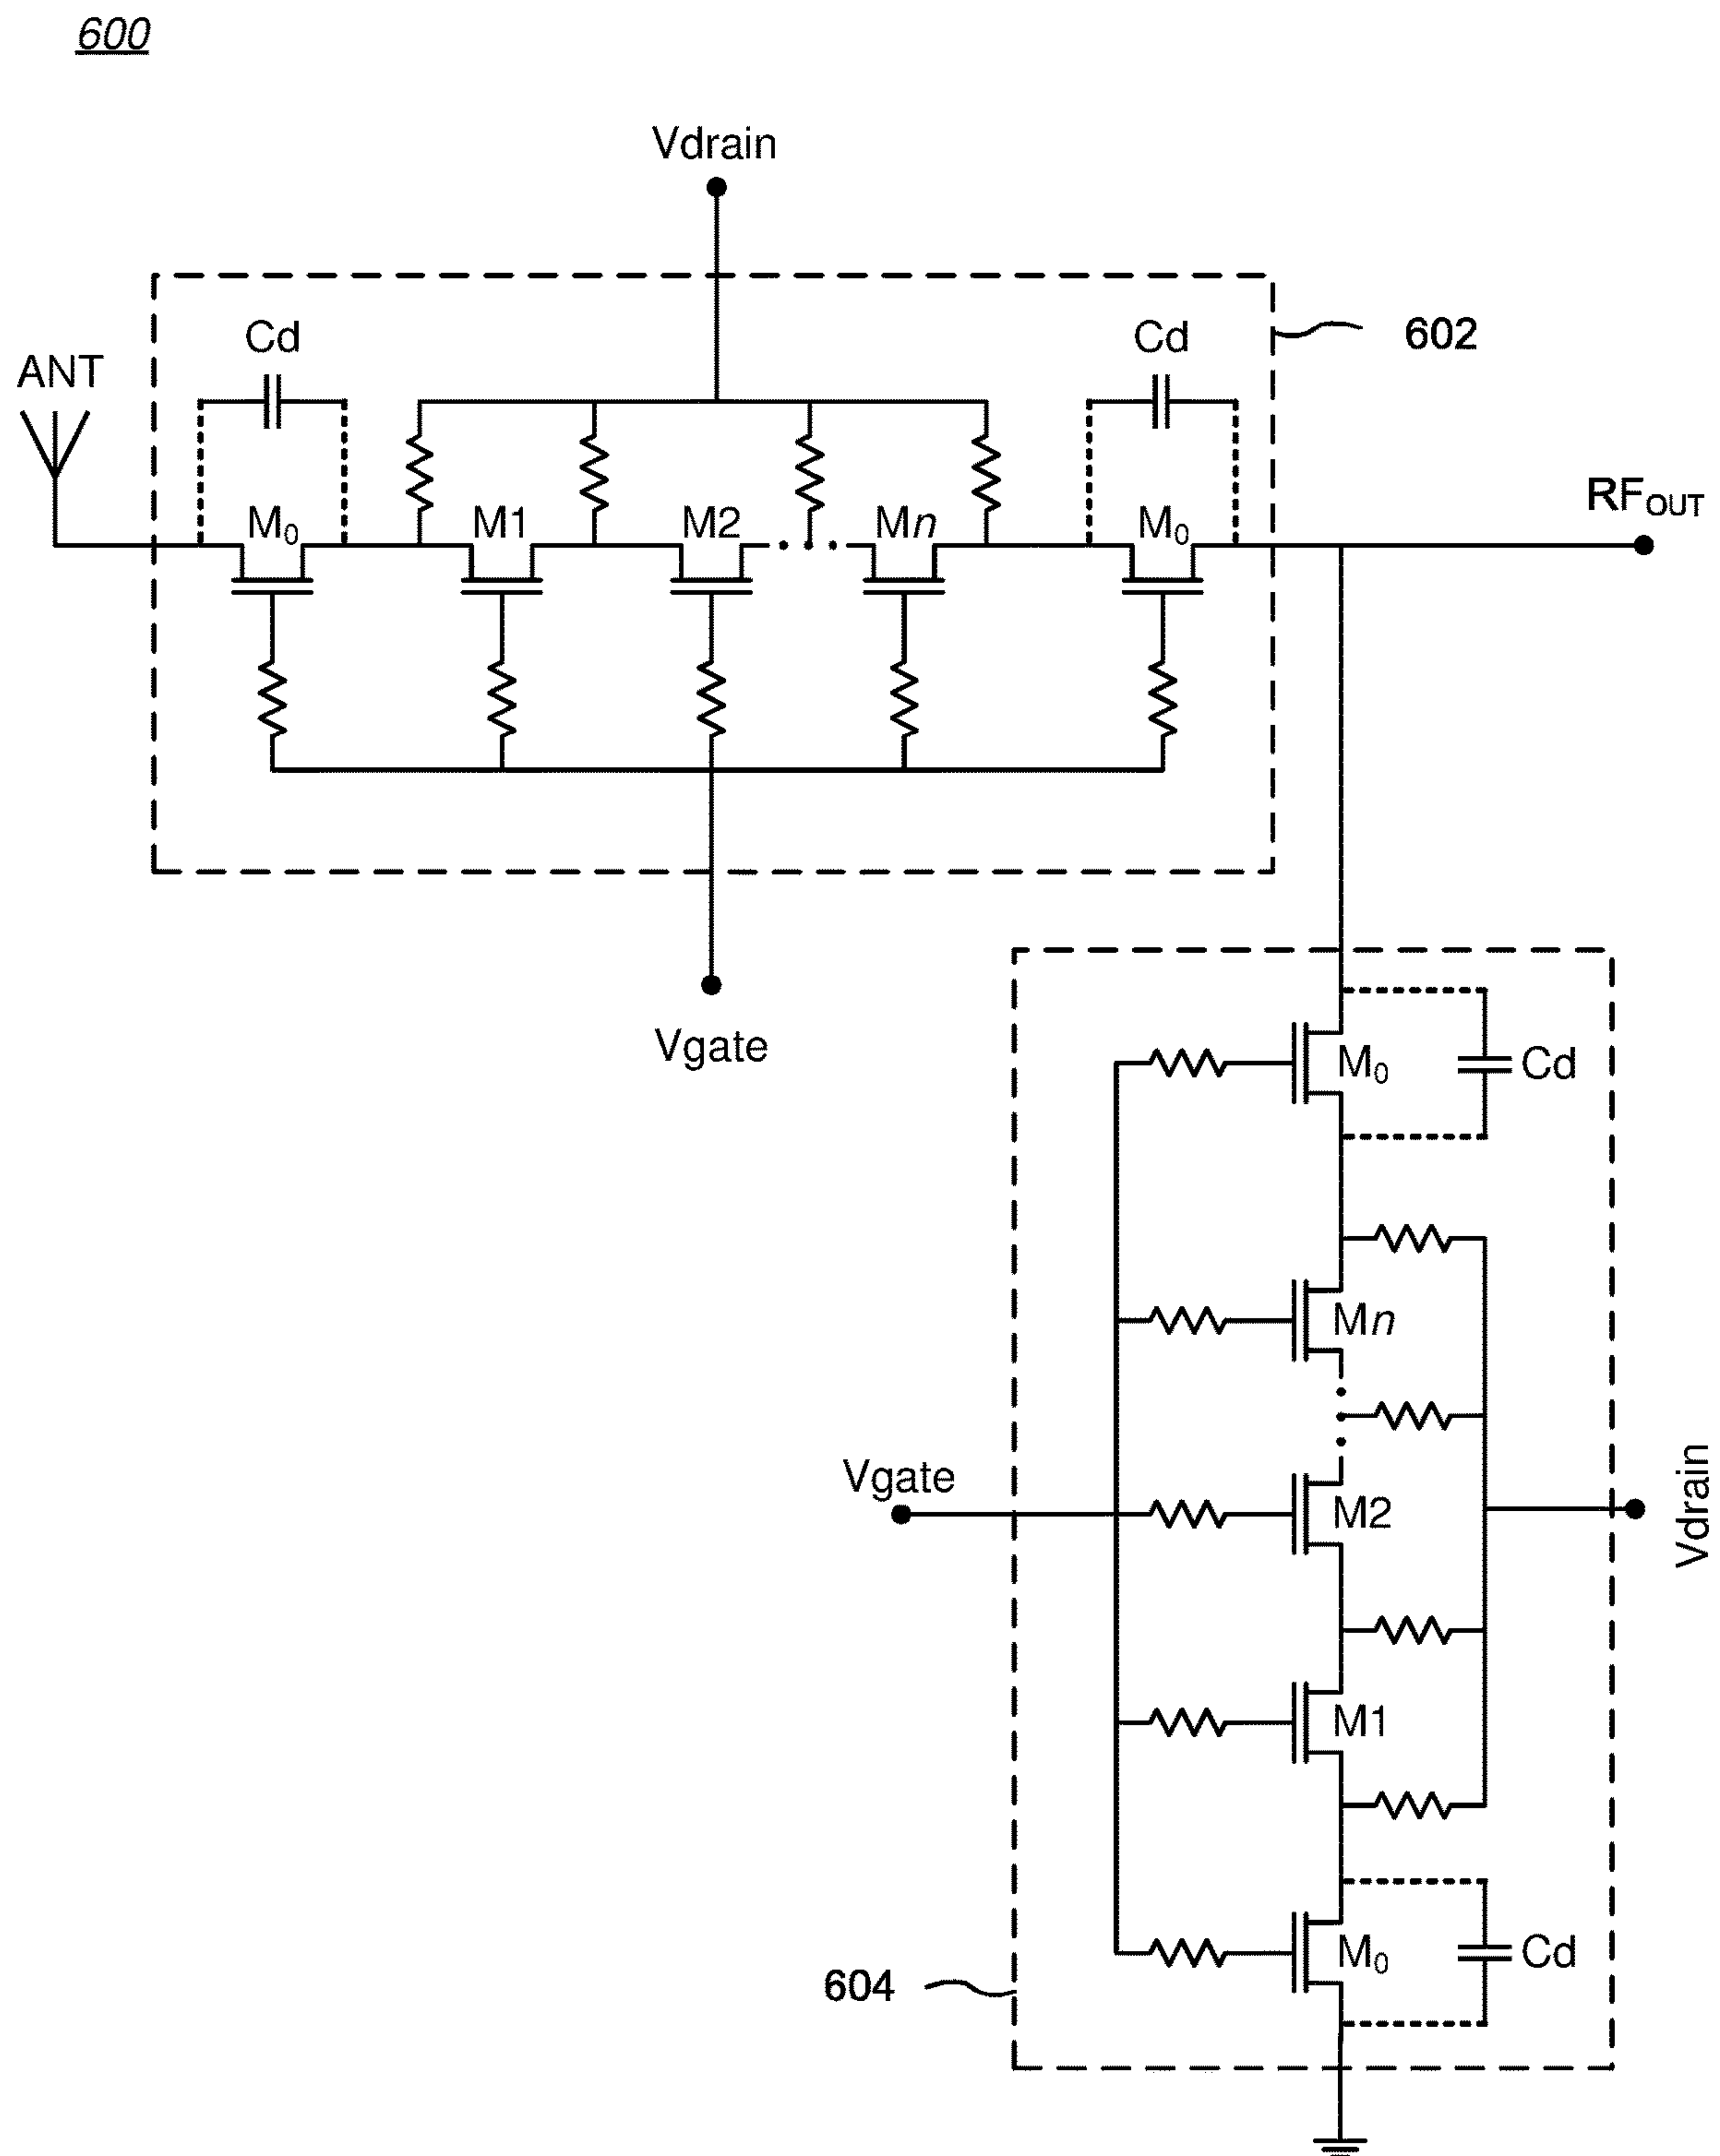 600
Vdrain
Cd Cd
602
ANT
M₀ M1 M2 Mn M₀
RFOUT
Vgate
M₀ Cd
Mn
Vgate
M2
Vdrain
M1
M₀ Cd
604